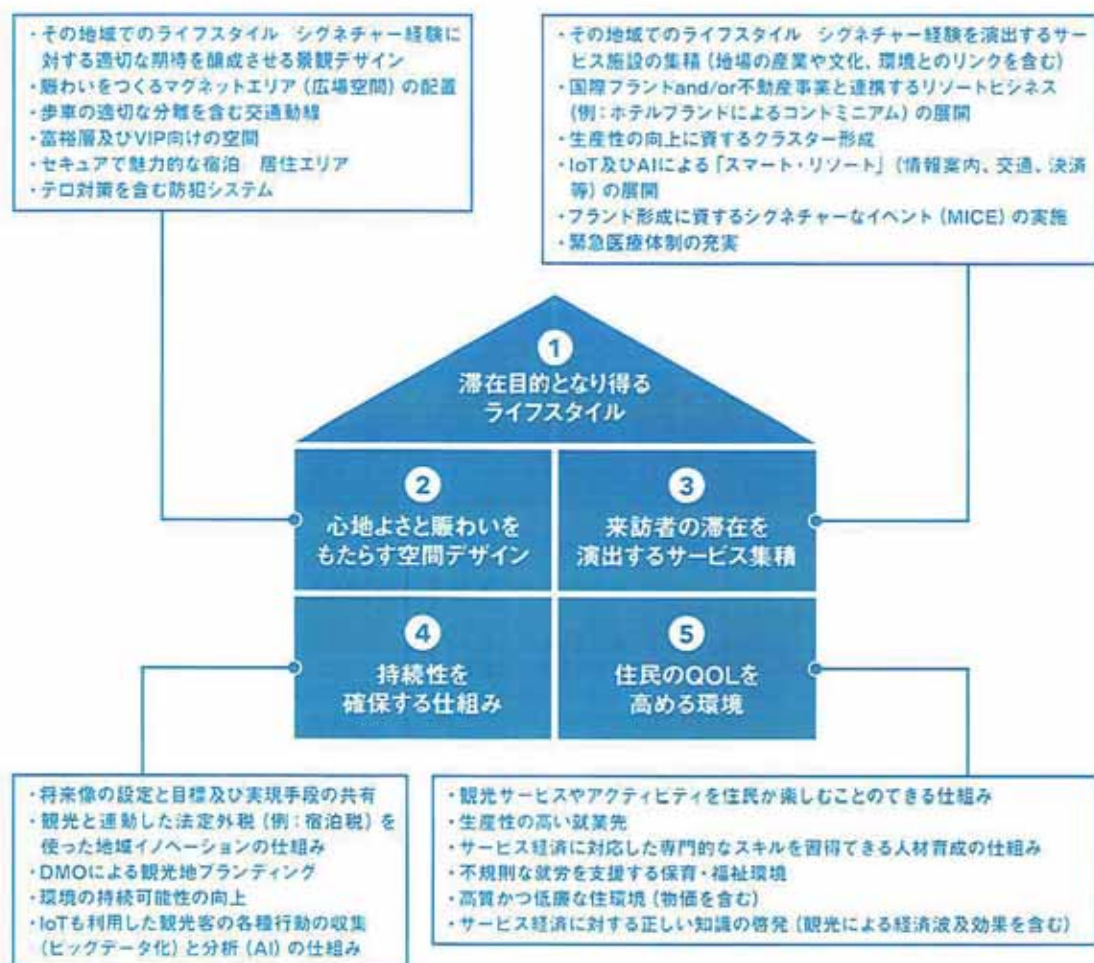 ・その地域でのライフスタイル シグネチャー経験に
対する適切な期待を醸成させる景観デザイン
・賑わいをつくるマグネットエリア(広場空間)の配置
・歩車の適切な分離を含む交通動線
・富裕層及びVIP向けの空間
・セキュアで魅力的な宿泊 居住エリア
・テロ対策を含む防犯システム
・その地域でのライフスタイル シグネチャー経験を演出するサー
ビス施設の集積(地場の産業や文化、環境とのリンクを含む)
・国際ブランドand/or不動産事業と連携するリゾートビジネス
(例:ホテルブランドによるコントミニアム)の展開
・生産性の向上に資するクラスター形成
・IoT及びAIによる「スマート・リゾート」(情報案内、交通、決済
等)の展開
・ブランド形成に資するシグネチャーなイベント(MICE)の実施
・緊急医療体制の充実
1
滞在目的となり得る
ライフスタイル
2
心地よさと賑わいを
もたらす空間デザイン
3
来訪者の滞在を
演出するサービス集積
4
持続性を
確保する仕組み
5
住民のQOLを
高める環境
・将来像の設定と目標及び実現手段の共有
・観光と連動した法定外税(例:宿泊税)を
使った地域イノベーションの仕組み
・DMOによる観光地ブランディング
・環境の持続可能性の向上
・IoTも利用した観光客の各種行動の収集
(ビッグデータ化)と分析(AI)の仕組み
・観光サービスやアクティビティを住民が楽しむことのできる仕組み
・生産性の高い就業先
・サービス経済に対応した専門的なスキルを習得できる人材育成の仕組み
・不規則な就労を支援する保育・福祉環境
・高質かつ低廉な住環境(物価を含む)
・サービス経済に対する正しい知識の啓発(観光による経済波及効果を含む)